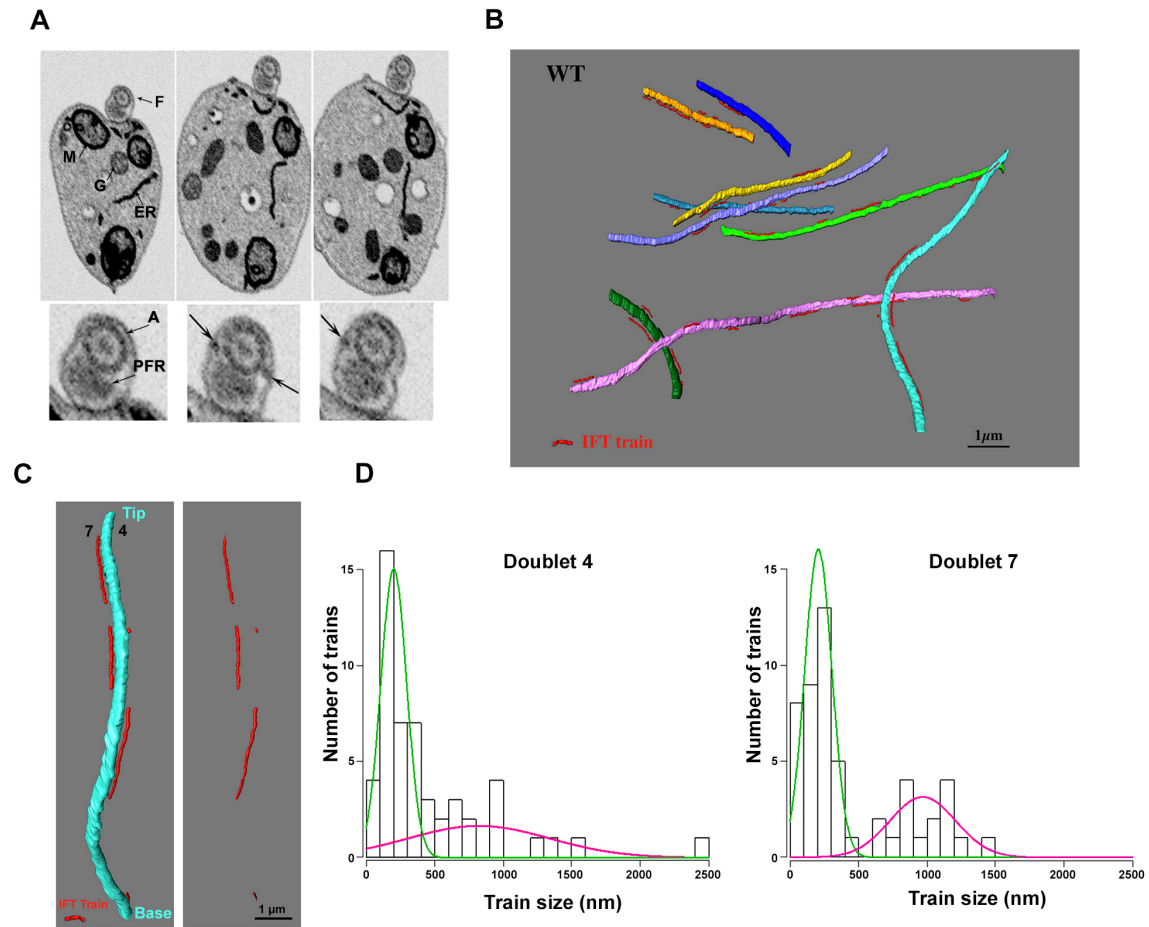 A
F
M
G
ER
A
PFR
B
WT
IFT train
1µm
C
Tip
7 4
IFT Train
Base
1 µm
D
Doublet 4
Number of trains
15
10
5
0
0 500 1000 1500 2000 2500
Train size (nm)
Doublet 7
Number of trains
15
10
5
0
0 500 1000 1500 2000 2500
Train size (nm)